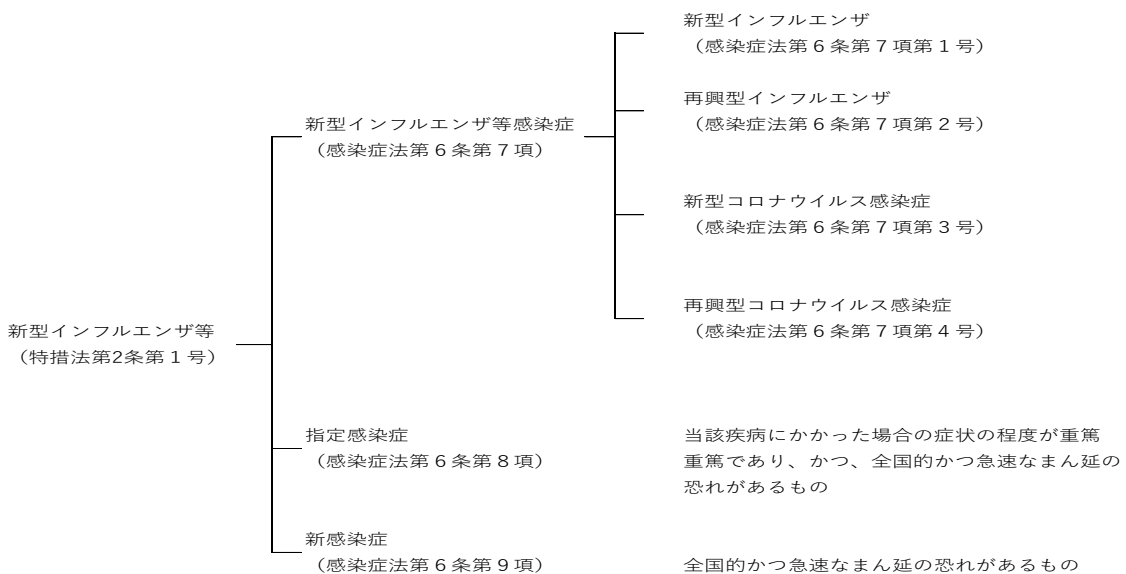 新型インフルエンザ
（感染症法第６条第７項第１号）
再興型インフルエンザ
（感染症法第６条第７項第２号）
新型インフルエンザ等感染症
（感染症法第６条第７項）
新型コロナウイルス感染症
（感染症法第６条第７項第３号）
再興型コロナウイルス感染症
（感染症法第６条第７項第４号）
新型インフルエンザ等
（特措法第2条第１号）
指定感染症
（感染症法第６条第８項）
当該疾病にかかった場合の症状の程度が重篤
重篤であり、かつ、全国的かつ急速なまん延の
恐れがあるもの
新感染症
（感染症法第６条第９項）
全国的かつ急速なまん延の恐れがあるもの